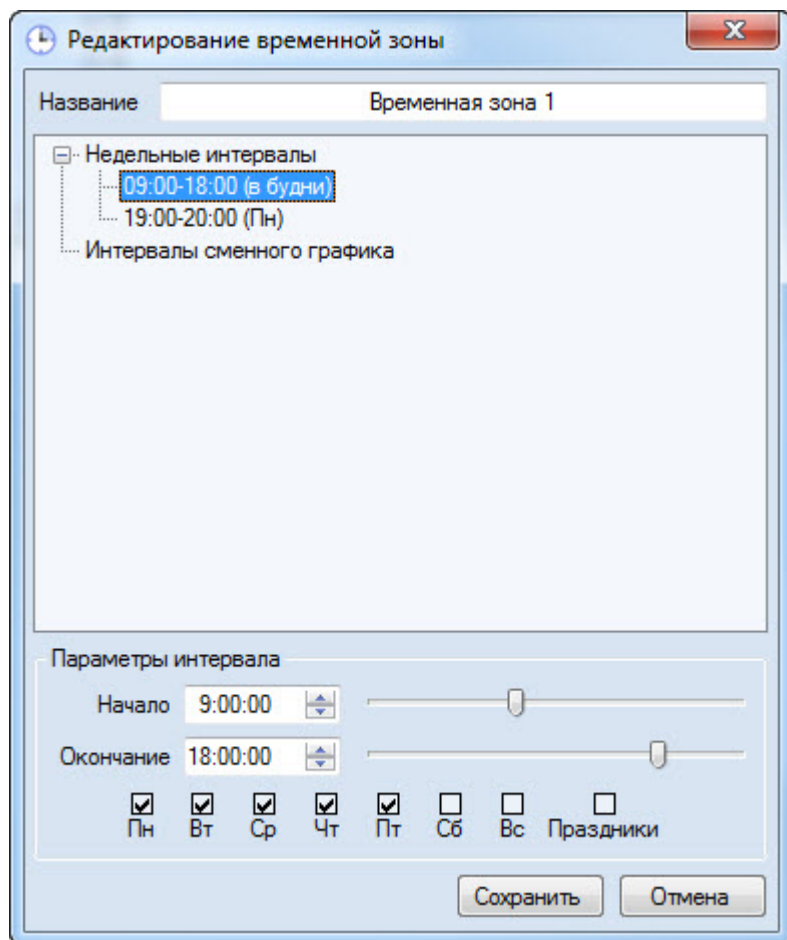 Редактирование временной зоны
Название Временная зона 1
Недельные интервалы
09:00-18:00 (в будни)
19:00-20:00 (Пн)
Интервалы сменного графика
Параметры интервала
Начало 9:00:00
Окончание 18:00:00
Пн Вт Ср Чт Пт Сб Вс Праздники
Сохранить Отмена